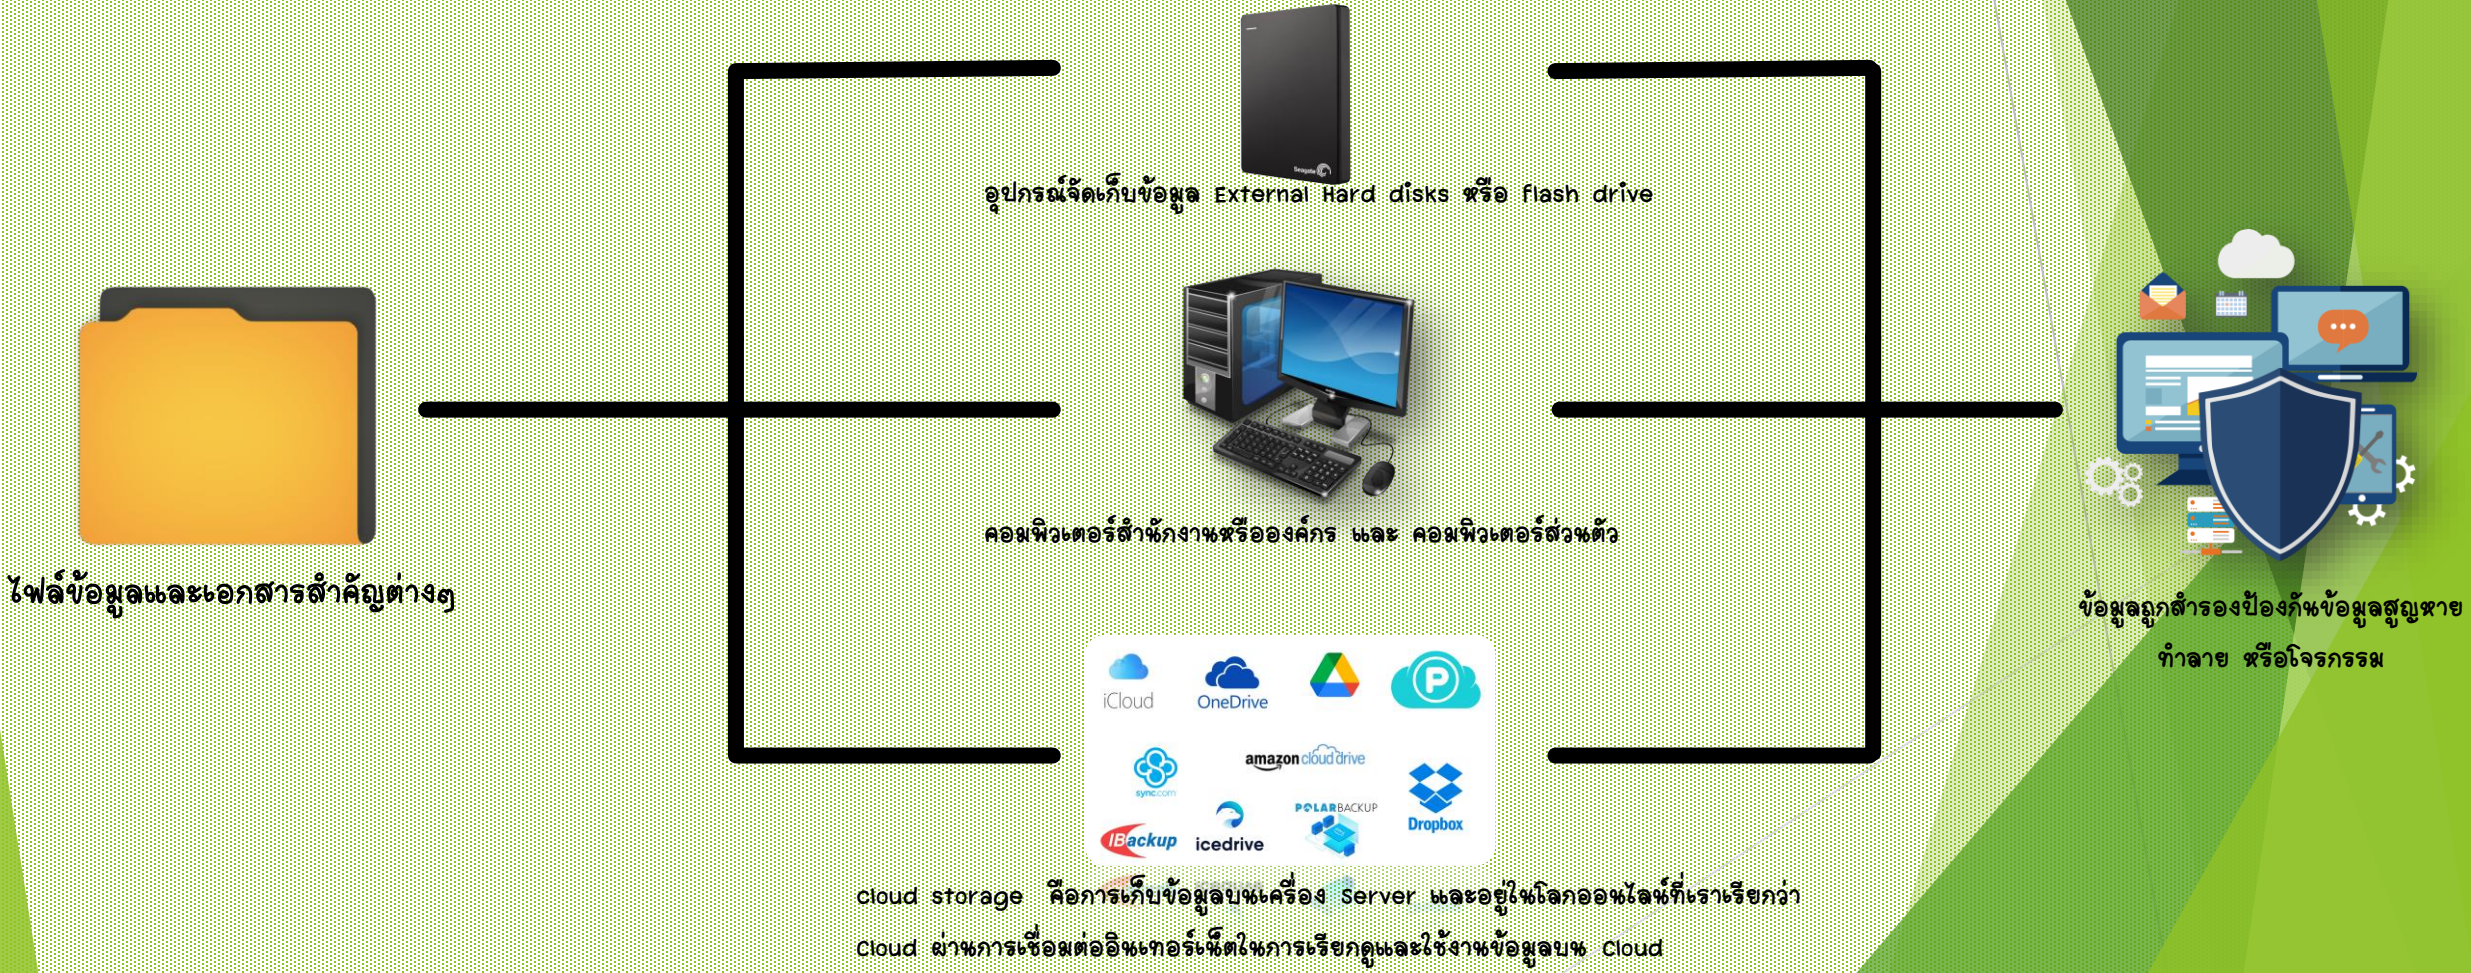 Seagate
อุปกรณ์จัดเก็บข้อมูล External Hard disks หรือ flash drive
คอมพิวเตอร์สำนักงานหรือองค์กร และ คอมพิวเตอร์ส่วนตัว
ไฟล์ข้อมูลและเอกสารสำคัญต่างๆ
ข้อมูลถูกสำรองป้องกันข้อมูลสูญหาย
ทำลาย หรือโจรกรรม
iCloud
OneDrive
P
sync.com
amazon cloud drive
Dropbox
IBackup
icedrive
POLARBACKUP
cloud storage คือการเก็บข้อมูลบนเครื่อง Server และอยู่ในโลกออนไลน์ที่เราเรียกว่า
Cloud ผ่านการเชื่อมต่ออินเทอร์เน็ตในการเรียกดูและใช้งานข้อมูลบน Cloud